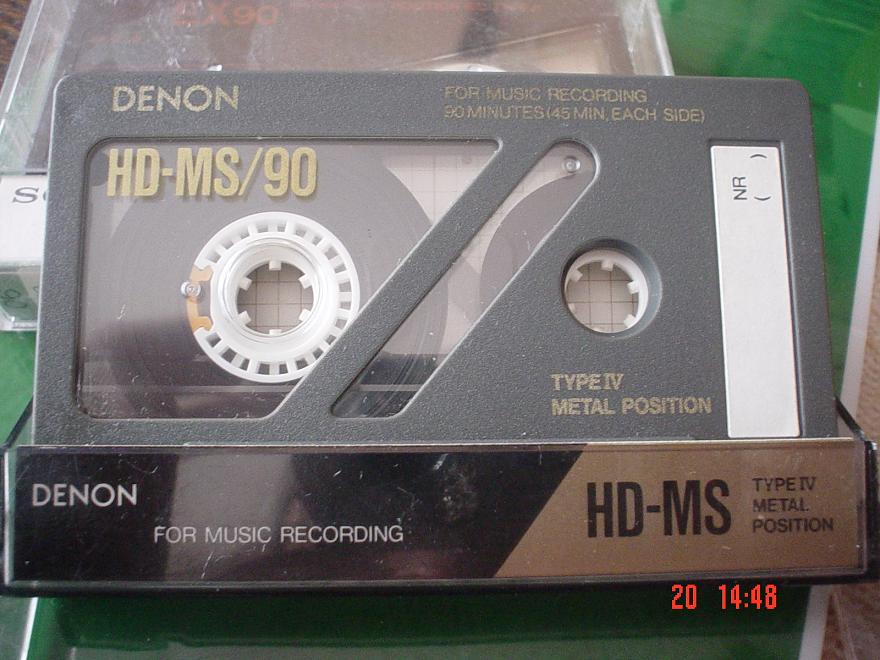 EX90
DENON
FOR MUSIC RECORDING
90 MINUTES (45 MIN, EACH SIDE)
HD-MS/90
NR ( )
TYPE IV
METAL POSITION
DENON
FOR MUSIC RECORDING
HD-MS
TYPE IV
METAL
POSITION
20 14:48